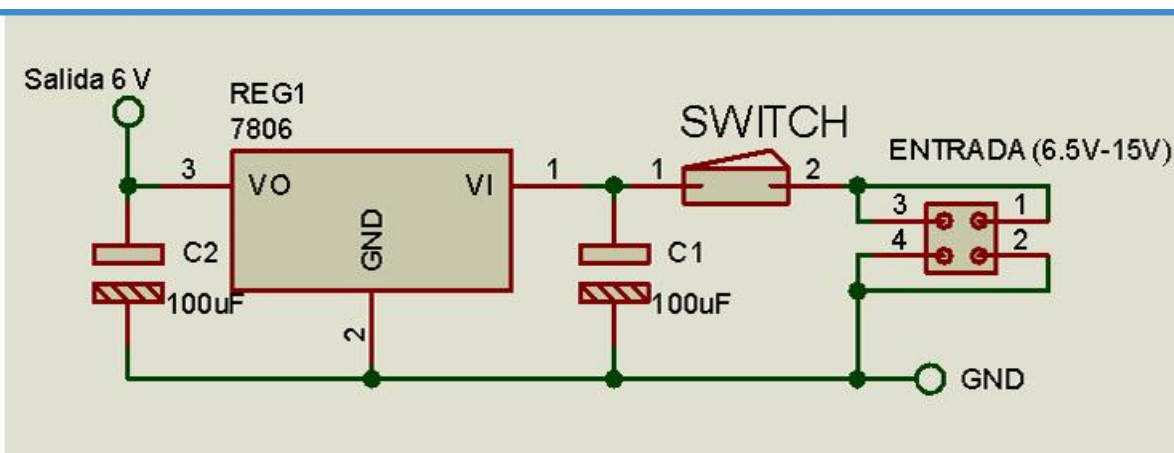 Salida 6 V
REG1
7806
SWITCH
ENTRADA (6.5V-15V)
3
VO
VI
1
1
2
3
1
4
2
GND
C2
100uF
C1
100uF
2
GND